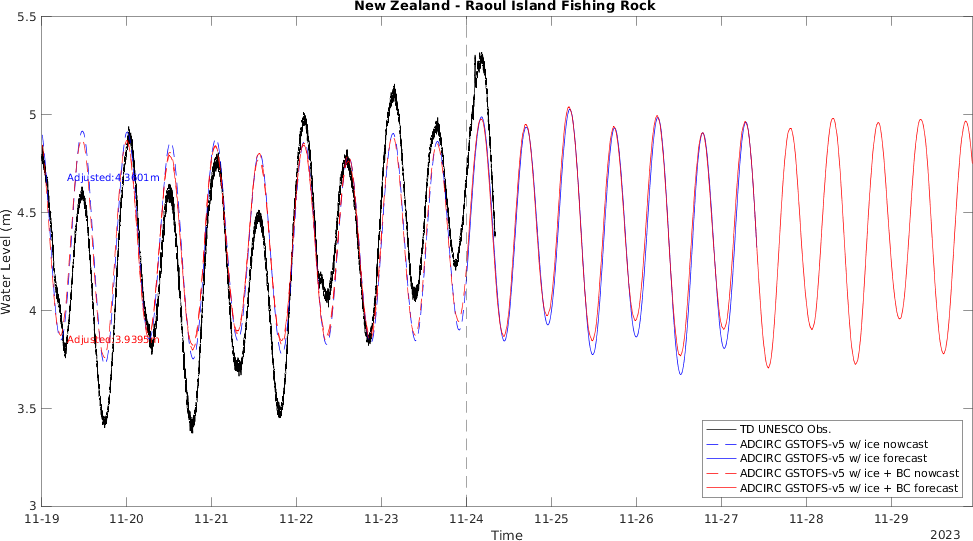 New Zealand - Raoul Island Fishing Rock
5.5
5
4.5
4
3.5
3
Water Level (m)
Adjusted:4.3601m
Adjusted:3.9395m
TD UNESCO Obs.
ADCIRC GSTOFS-v5 w/ ice nowcast
ADCIRC GSTOFS-v5 w/ ice forecast
ADCIRC GSTOFS-v5 w/ ice + BC nowcast
ADCIRC GSTOFS-v5 w/ ice + BC forecast
11-19 11-20 11-21 11-22 11-23 11-24 11-25 11-26 11-27 11-28 11-29
Time
2023